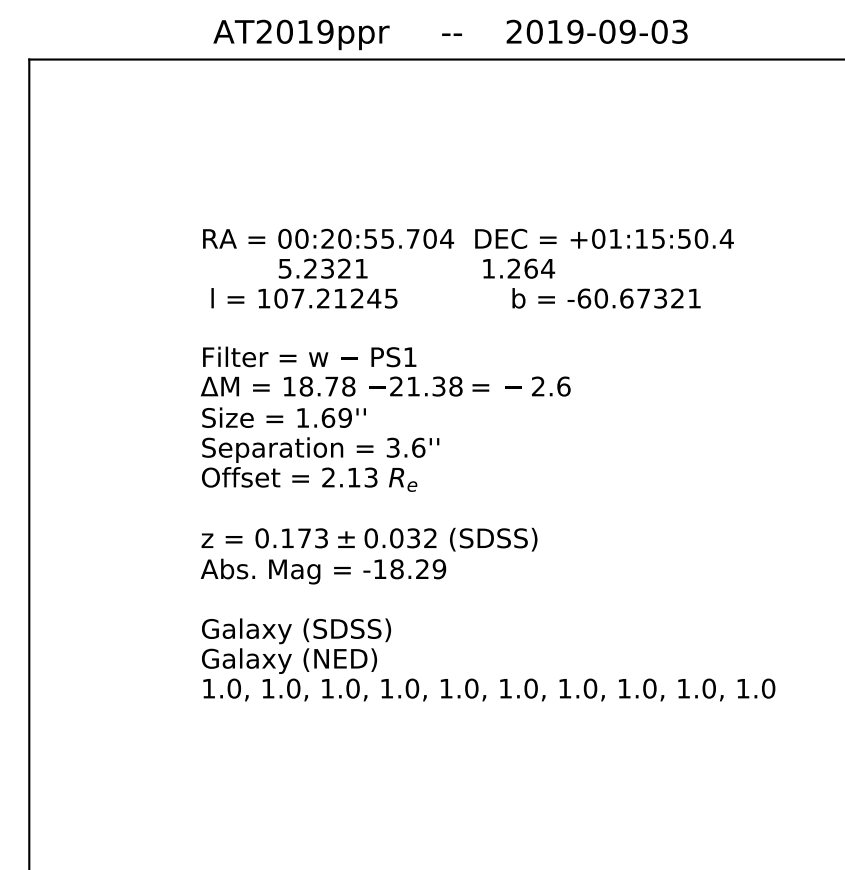 AT2019ppr -- 2019-09-03
RA = 00:20:55.704 DEC = +01:15:50.4
5.2321 1.264
l = 107.21245 b = -60.67321
Filter = w − PS1
ΔM = 18.78 −21.38 = − 2.6
Size = 1.69''
Separation = 3.6''
Offset = 2.13 Re
z = 0.173 ± 0.032 (SDSS)
Abs. Mag = -18.29
Galaxy (SDSS)
Galaxy (NED)
1.0, 1.0, 1.0, 1.0, 1.0, 1.0, 1.0, 1.0, 1.0, 1.0